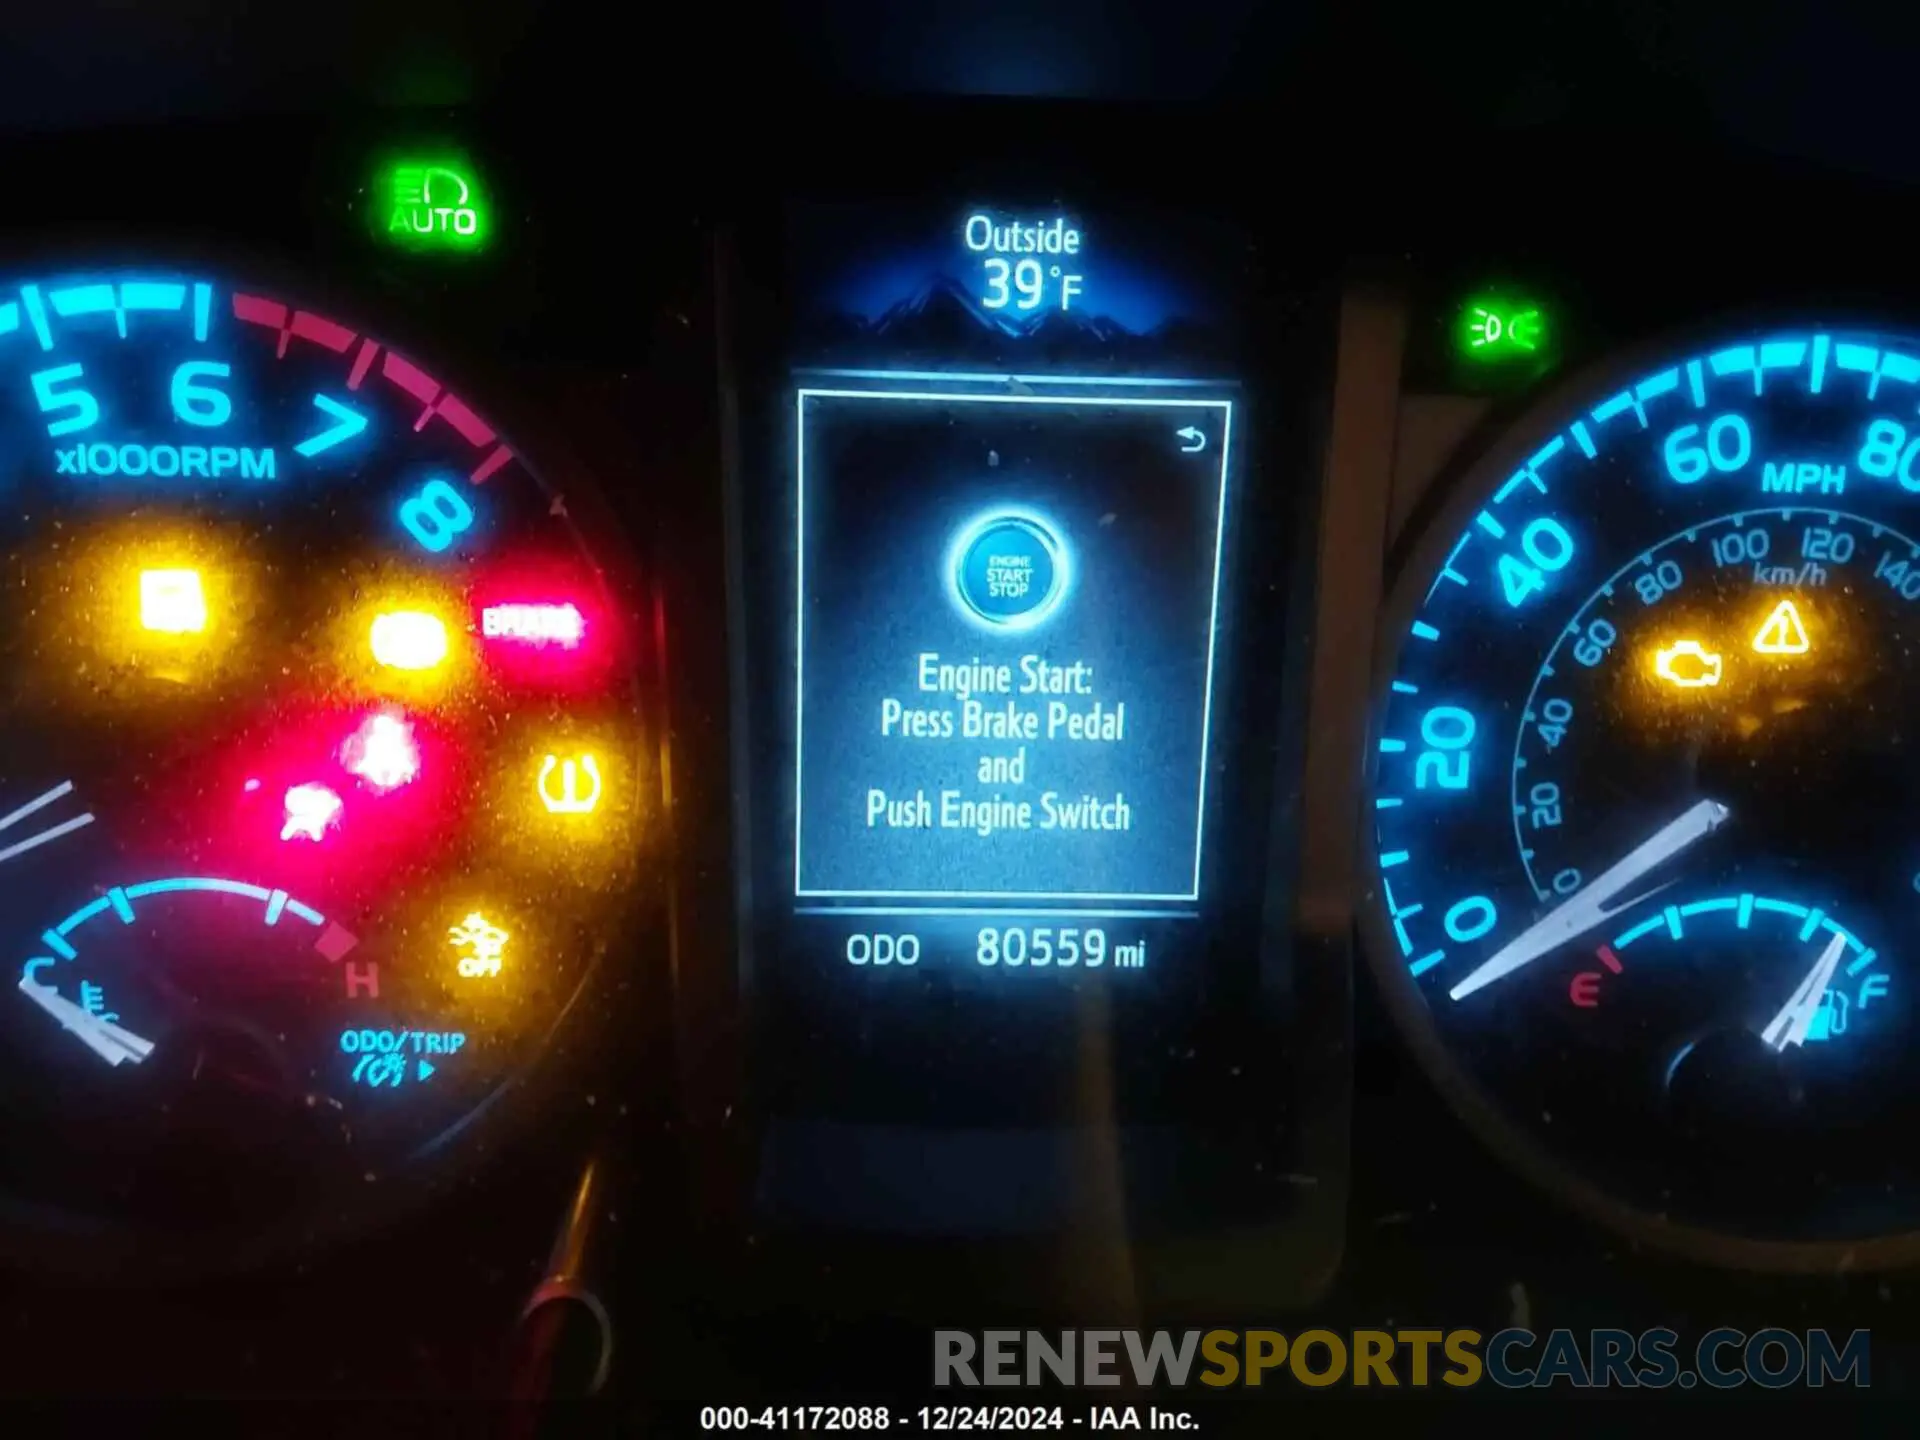 AUTO
Outside
39°F
5 6 7 8
x1000RPM
60 80
MPH
40
20
0
100 120 140
km/h
80
60
40
20
0
BRAKE
ENGINE
START
STOP
Engine Start:
Press Brake Pedal
and
Push Engine Switch
OFF
C H
E F
ODO 80559 mi
ODO/TRIP
RENEWSPORTSCARS.COM
000-41172088 - 12/24/2024 - IAA Inc.